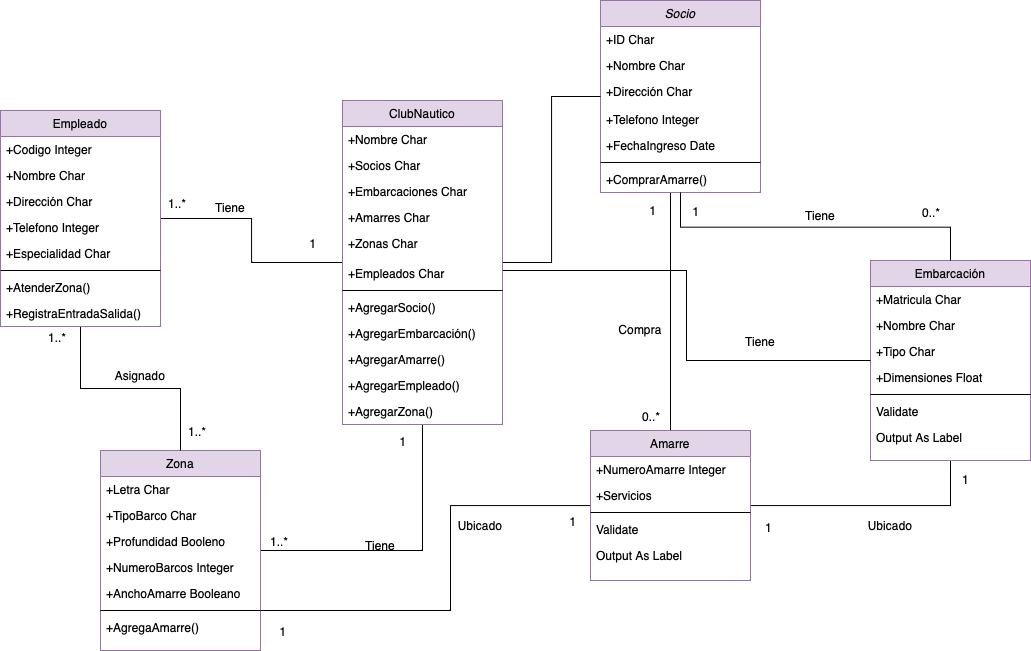 Socio
+ID Char
+Nombre Char
+Dirección Char
+Telefono Integer
+FechaIngreso Date
+ComprarAmarre()
Empleado
+Codigo Integer
+Nombre Char
+Dirección Char
+Telefono Integer
+Especialidad Char
+AtenderZona()
+RegistraEntradaSalida()
ClubNautico
+Nombre Char
+Socios Char
+Embarcaciones Char
+Amarres Char
+Zonas Char
+Empleados Char
+AgregarSocio()
+AgregarEmbarcación()
+AgregarAmarre()
+AgregarEmpleado()
+AgregarZona()
1..*
Tiene
1
1
1
Tiene
0..*
Embarcación
+Matricula Char
+Nombre Char
+Tipo Char
+Dimensiones Float
Validate
Output As Label
Compra
Tiene
1..*
Asignado
1..*
0..*
1
Zona
+Letra Char
+TipoBarco Char
+Profundidad Booleno
+NumeroBarcos Integer
+AnchoAmarre Booleano
+AgregaAmarre()
1..*
Tiene
Amarre
+NumeroAmarre Integer
+Servicios
Validate
Output As Label
1
Ubicado
1
1
Ubicado
1